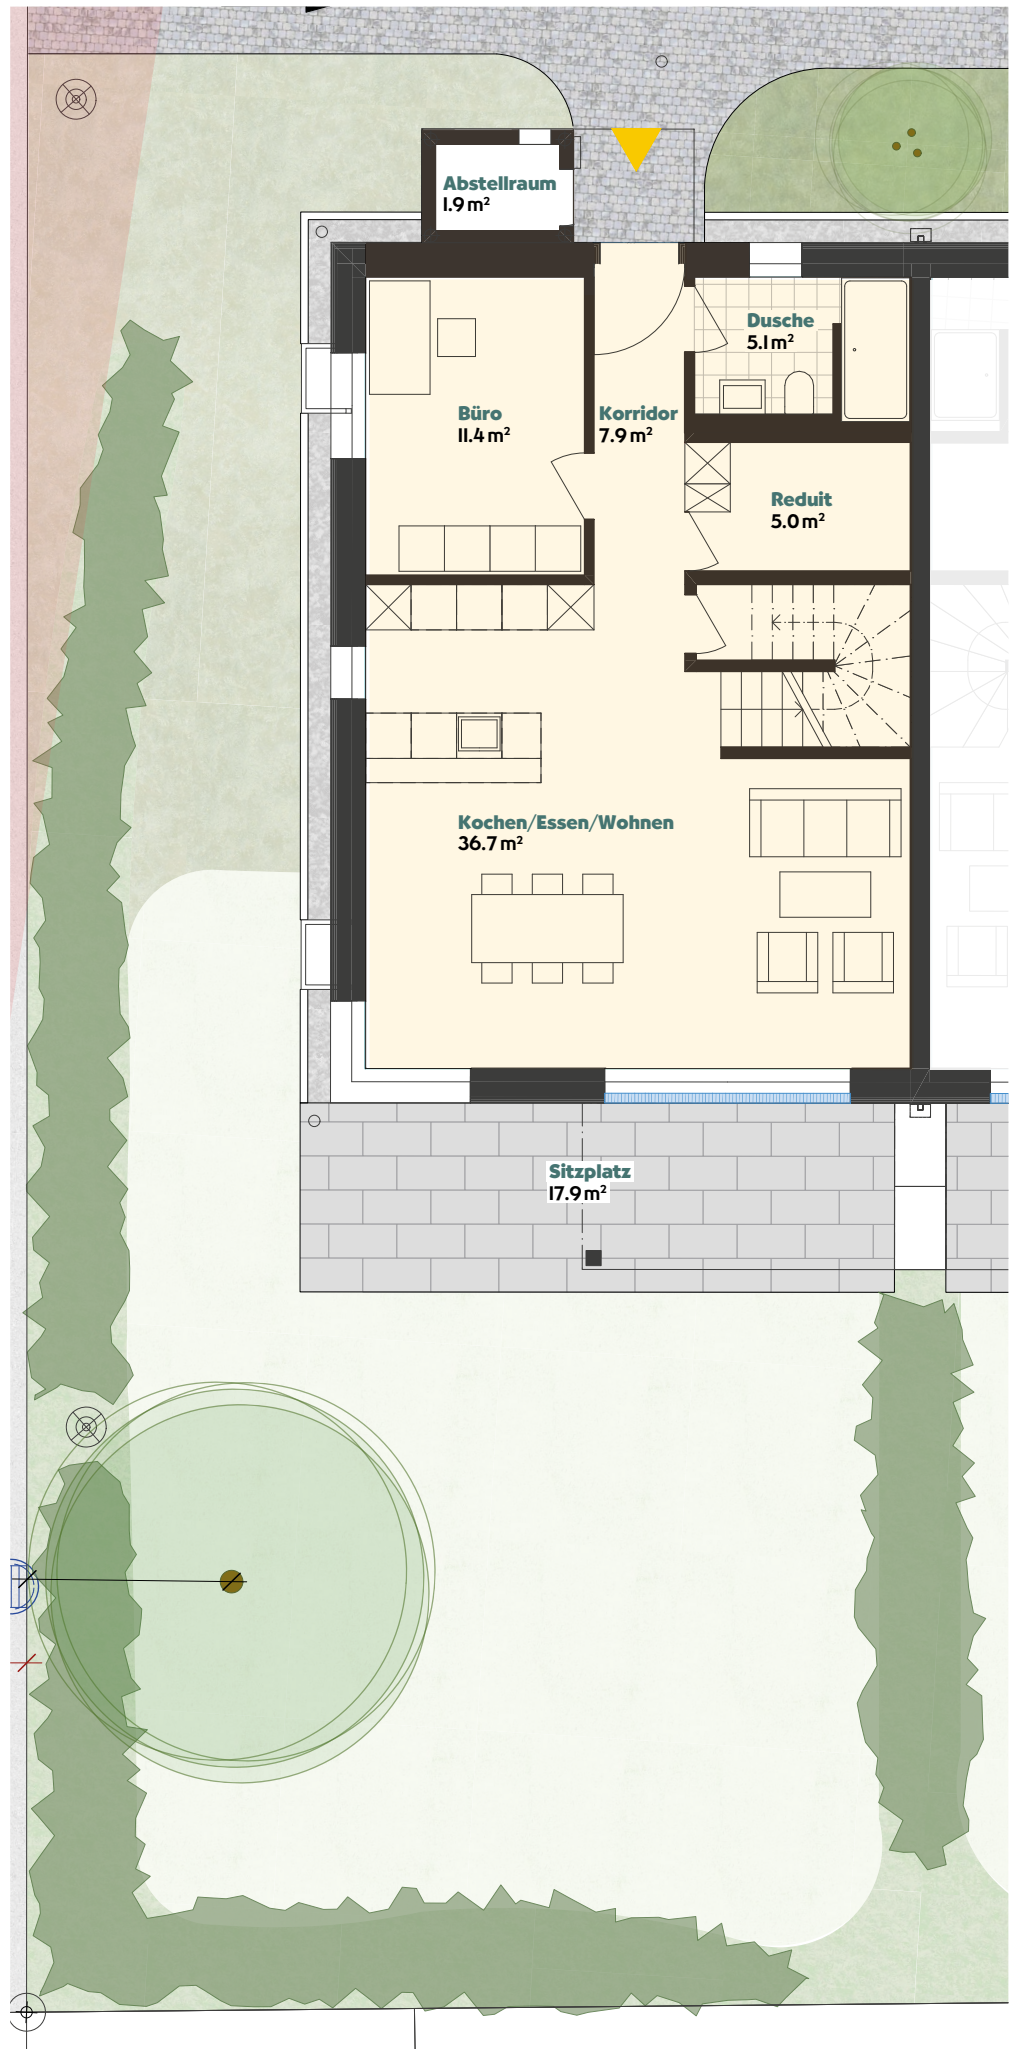 Abstellraum
1.9 m²
Dusche
5.1 m²
Büro
11.4 m²
Korridor
7.9 m²
Reduit
5.0 m²
Kochen/Essen/Wohnen
36.7 m²
Sitzplatz
17.9 m²